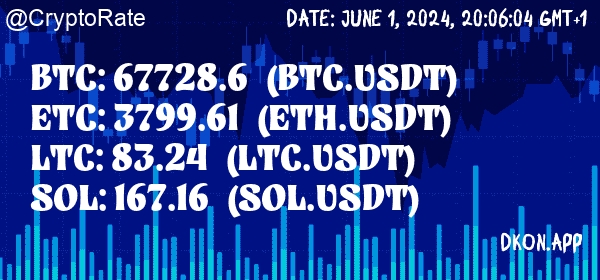 @CryptoRate
DATE: JUNE 1, 2024, 20:06:04 GMT+1
BTC: 67728.6 (BTC.USDT)
ETC: 3799.61 (ETH.USDT)
LTC: 83.24 (LTC.USDT)
SOL: 167.16 (SOL.USDT)
DKON.APP